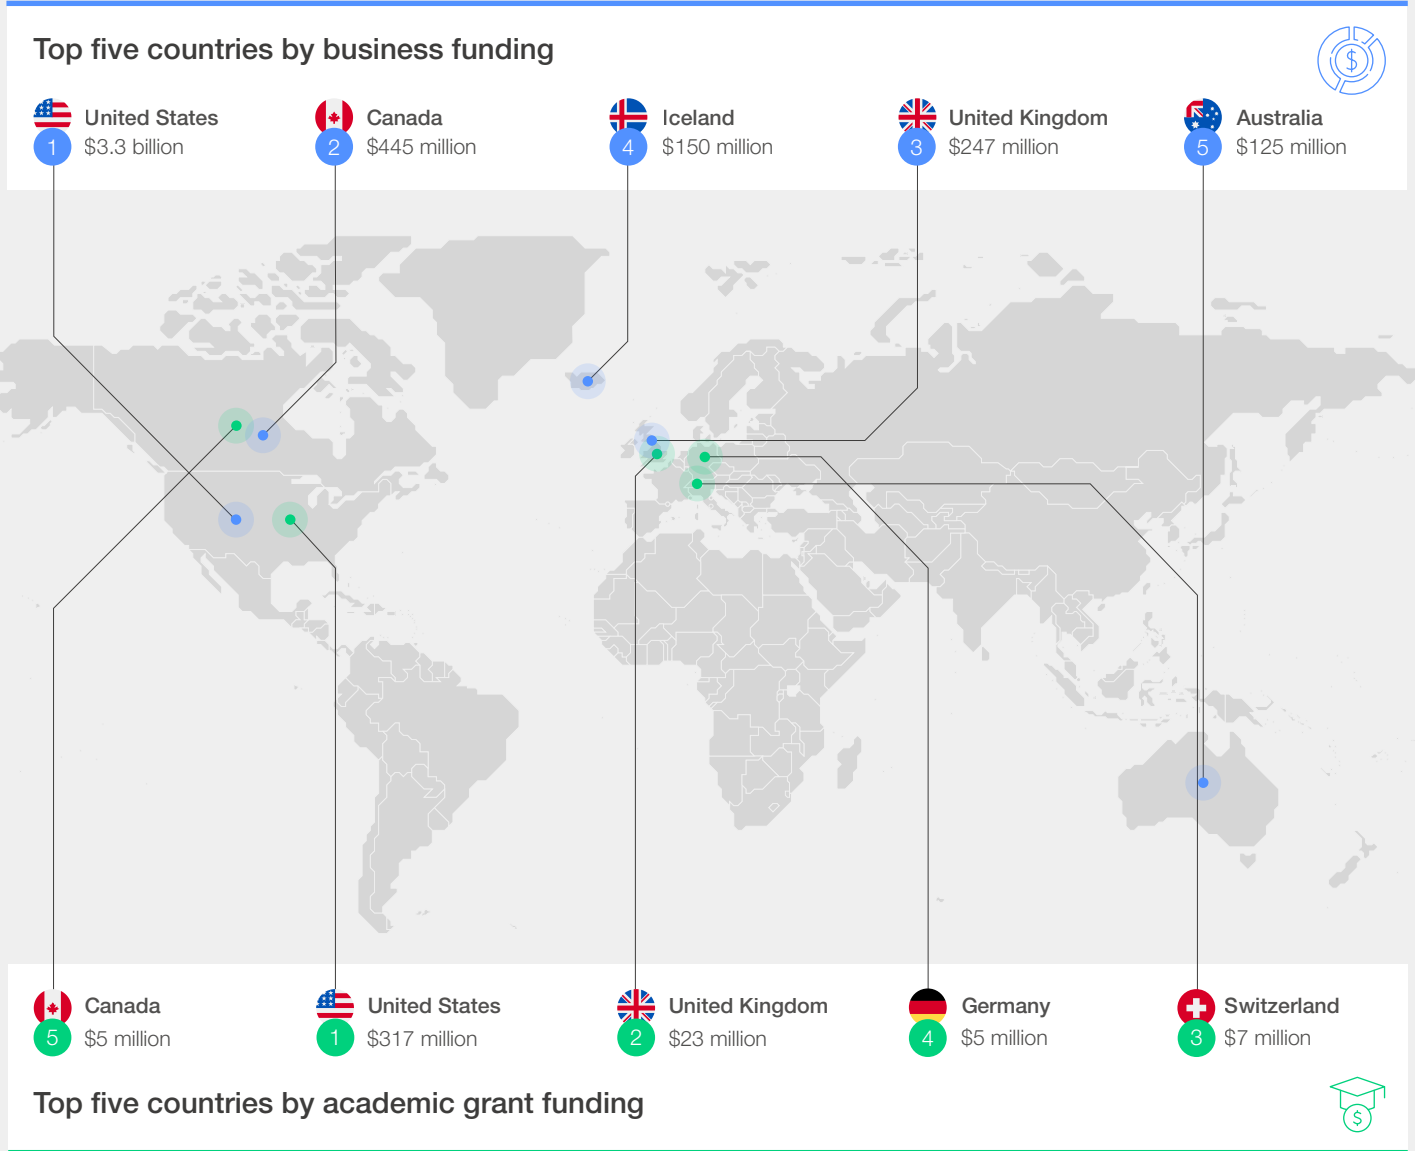 Top five countries by business funding
$
United States
1
$3.3 billion
Canada
2
$445 million
Iceland
4
$150 million
United Kingdom
3
$247 million
Australia
5
$125 million
Canada
5
$5 million
United States
1
$317 million
United Kingdom
2
$23 million
Germany
4
$5 million
Switzerland
3
$7 million
Top five countries by academic grant funding
$